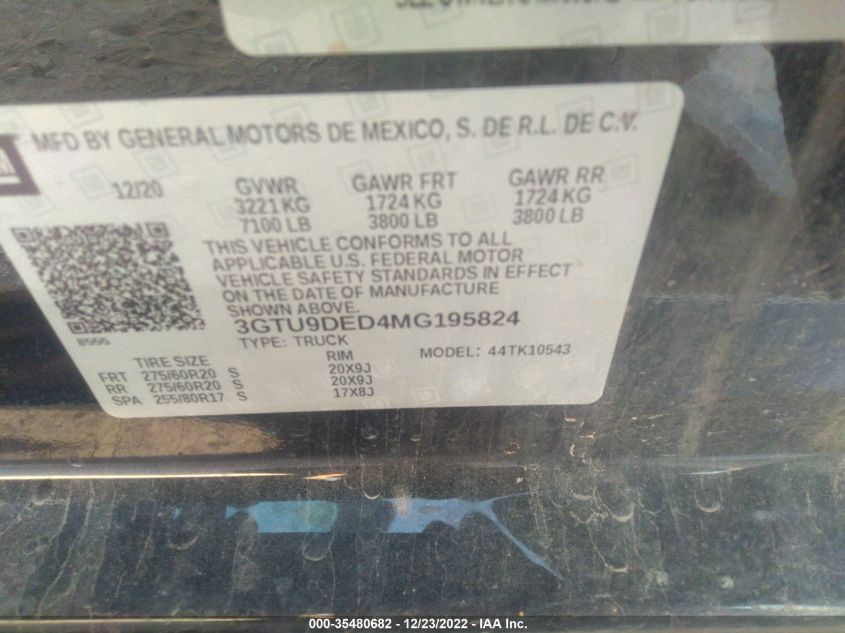 MFD BY GENERAL MOTORS DE MEXICO, S. DE R.L. DE C.V.
12/20 GVWR GAWR FRT GAWR RR
3221 KG 1724 KG 1724 KG
7100 LB 3800 LB 3800 LB
THIS VEHICLE CONFORMS TO ALL
APPLICABLE U.S. FEDERAL MOTOR
VEHICLE SAFETY STANDARDS IN EFFECT
ON THE DATE OF MANUFACTURE
SHOWN ABOVE.
3GTU9DED4MG195824
8555
TYPE: TRUCK MODEL: 44TK10543
TIRE SIZE RIM
FRT 275/60R20 S 20X9J
RR 275/60R20 S 20X9J
SPA 255/80R17 S 17X8J
000-35480682 - 12/23/2022 - IAA Inc.